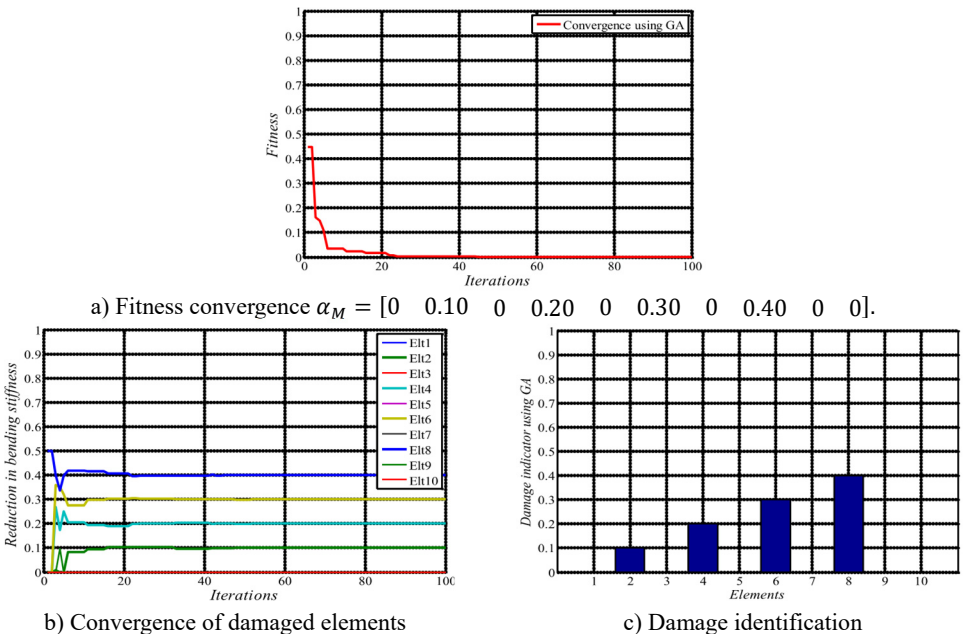 Convergence using GA
1
0.9
0.8
0.7
0.6
0.5
0.4
0.3
0.2
0.1
0
Fitness
0 20 40 60 80 100
Iterations
a) Fitness convergence α_M = [0 0.10 0 0.20 0 0.30 0 0.40 0 0].
1
0.9
0.8
0.7
0.6
0.5
0.4
0.3
0.2
0.1
0
Reduction in bending stiffness
Elt1
Elt2
Elt3
Elt4
Elt5
Elt6
Elt7
Elt8
Elt9
Elt10
0 20 40 60 80 100
Iterations
b) Convergence of damaged elements
1
0.9
0.8
0.7
0.6
0.5
0.4
0.3
0.2
0.1
0
Damage indicator using GA
1 2 3 4 5 6 7 8 9 10
Elements
c) Damage identification